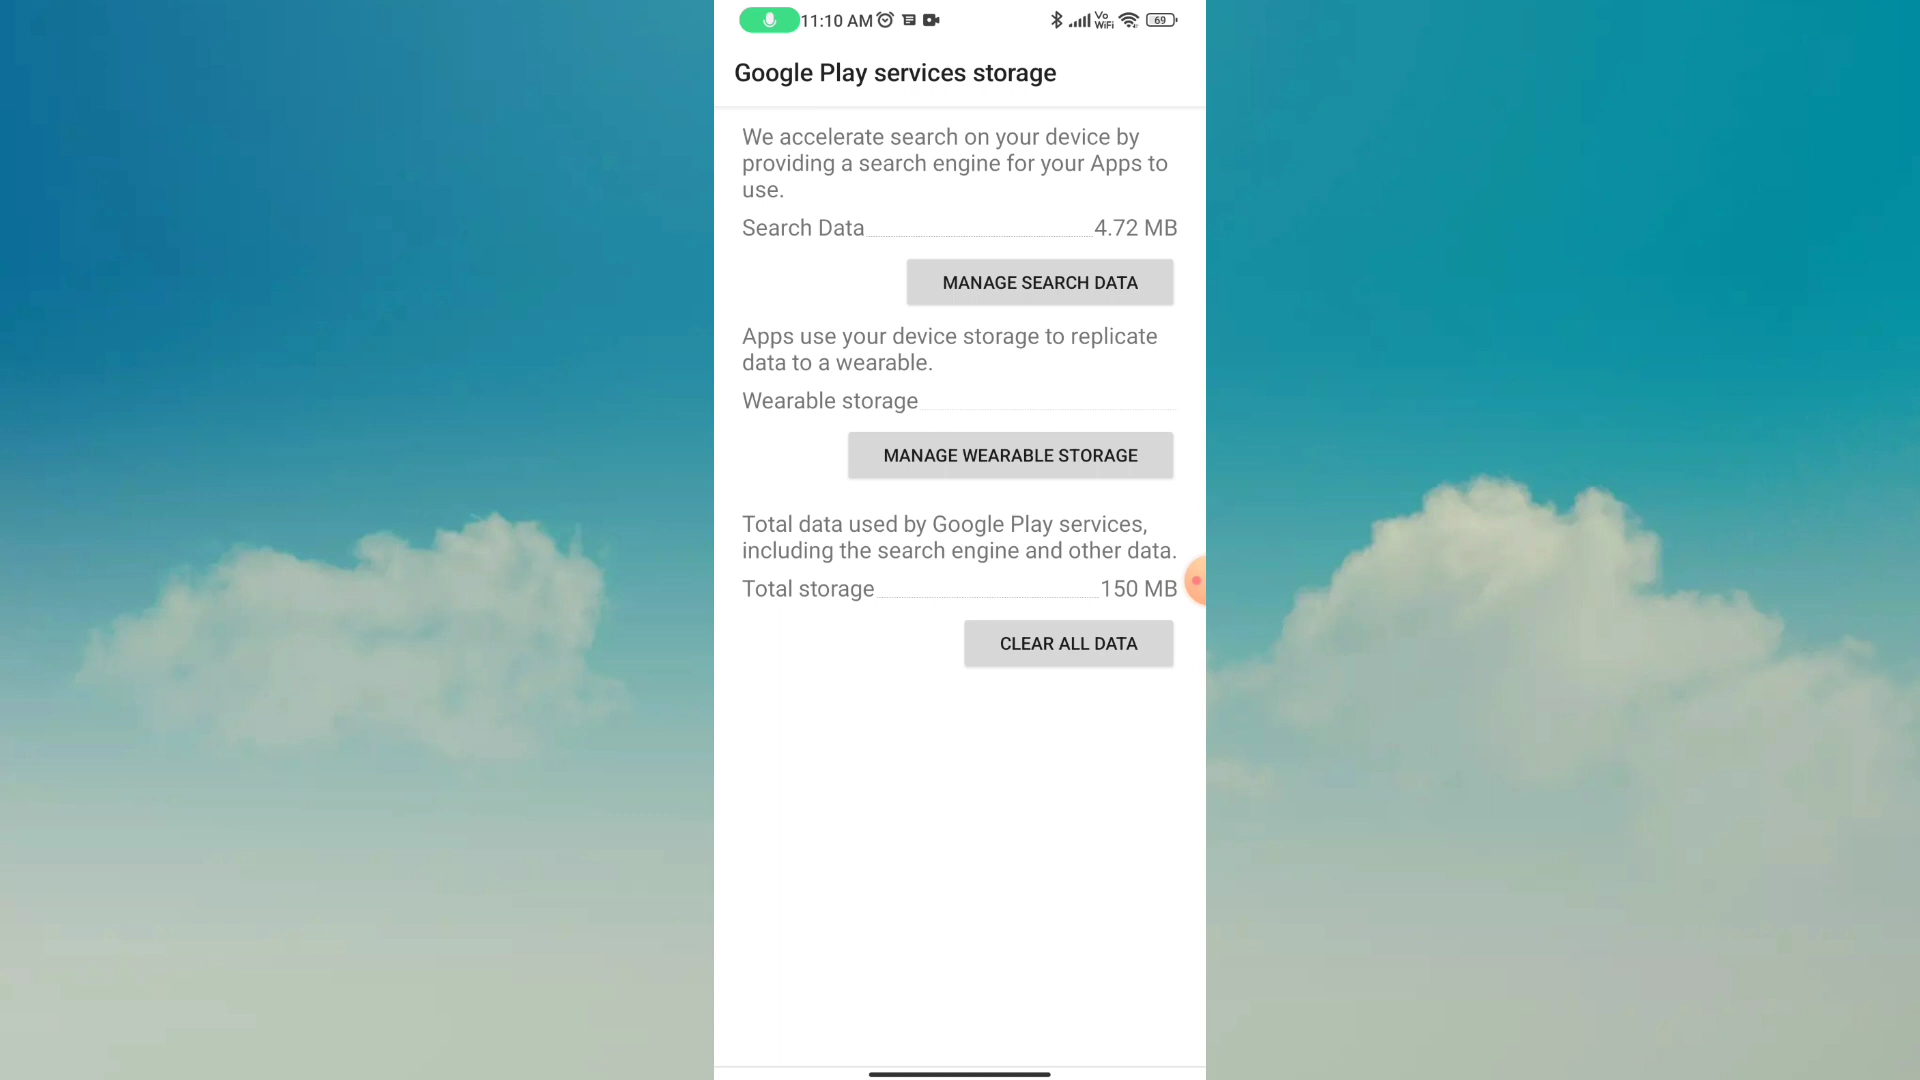 11:10 AM
Vo
WiFi
69
Google Play services storage
We accelerate search on your device by
providing a search engine for your Apps to
use.
Search Data 4.72 MB
MANAGE SEARCH DATA
Apps use your device storage to replicate
data to a wearable.
Wearable storage
MANAGE WEARABLE STORAGE
Total data used by Google Play services,
including the search engine and other data.
Total storage 150 MB
CLEAR ALL DATA